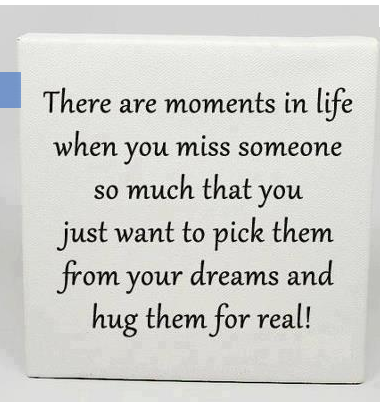 There are moments in life
when you miss someone
so much that you
just want to pick them
from your dreams and
hug them for real!